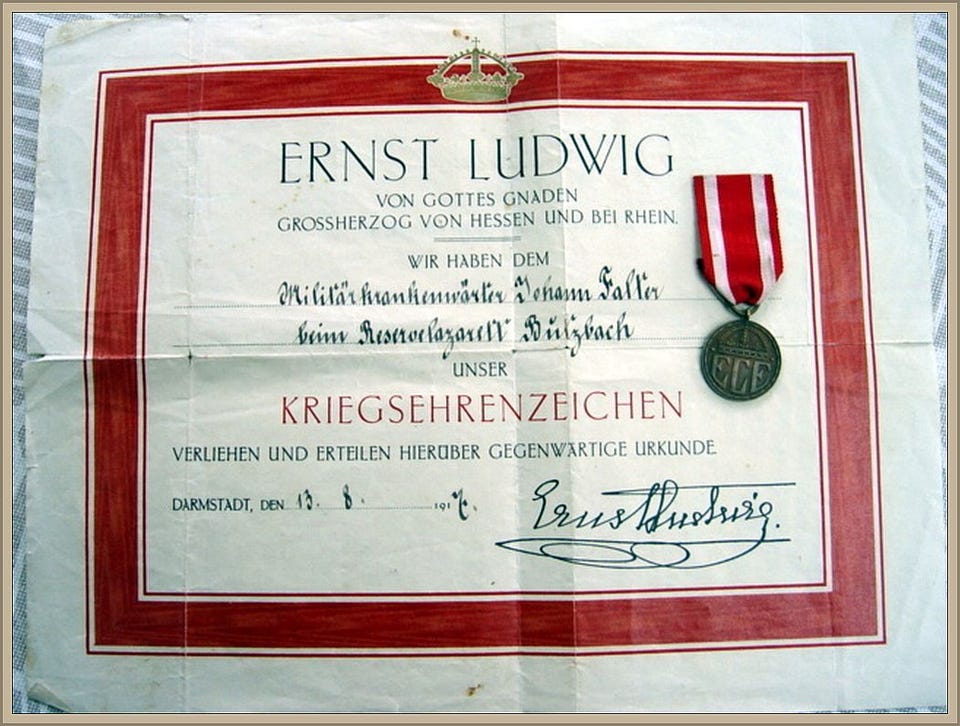 ERNST LUDWIG
VON GOTTES GNADEN
GROSSHERZOG VON HESSEN UND BEI RHEIN.
WIR HABEN DEM
Militärkrankenwärter Johann Falter
beim Reservelazarett Butzbach
UNSER
KRIEGSEHRENZEICHEN
VERLIEHEN UND ERTEILEN HIERÜBER GEGENWÄRTIGE URKUNDE
DARMSTADT, DEN 13. 8. 1917.
Ernst Ludwig.